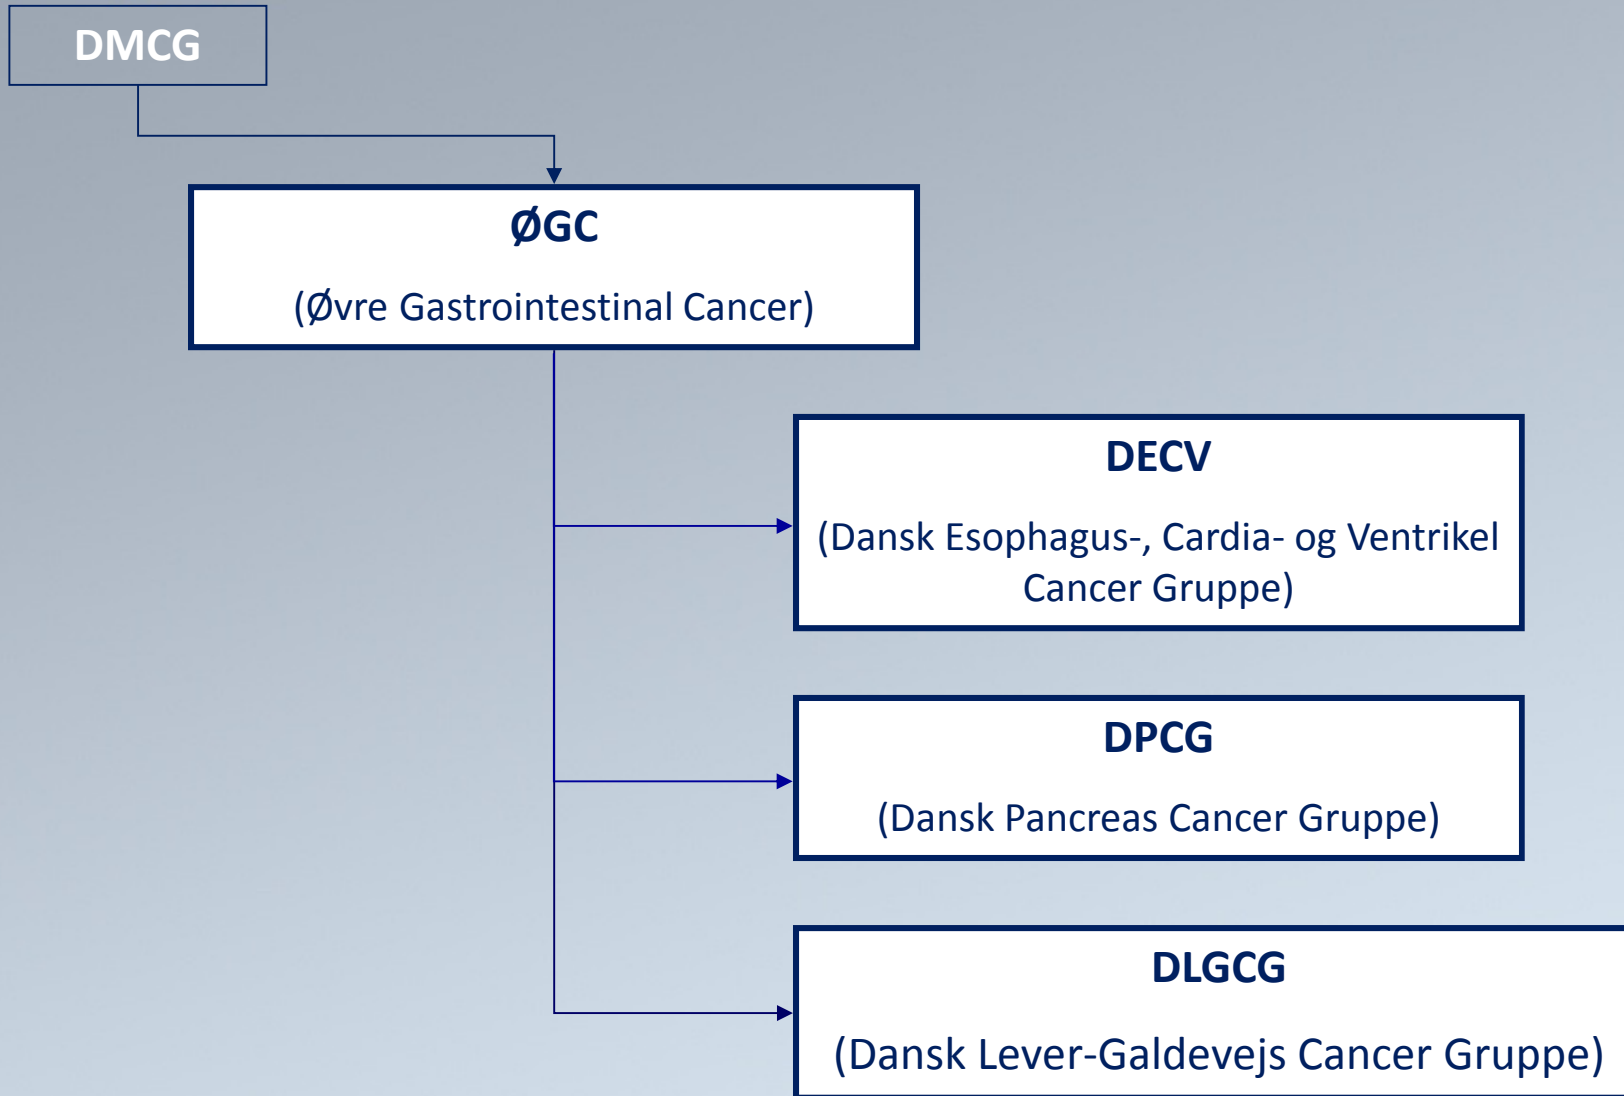 DMCG
ØGC
(Øvre Gastrointestinal Cancer)
DECV
(Dansk Esophagus-, Cardia- og Ventrikel
Cancer Gruppe)
DPCG
(Dansk Pancreas Cancer Gruppe)
DLGCG
(Dansk Lever-Galdevejs Cancer Gruppe)